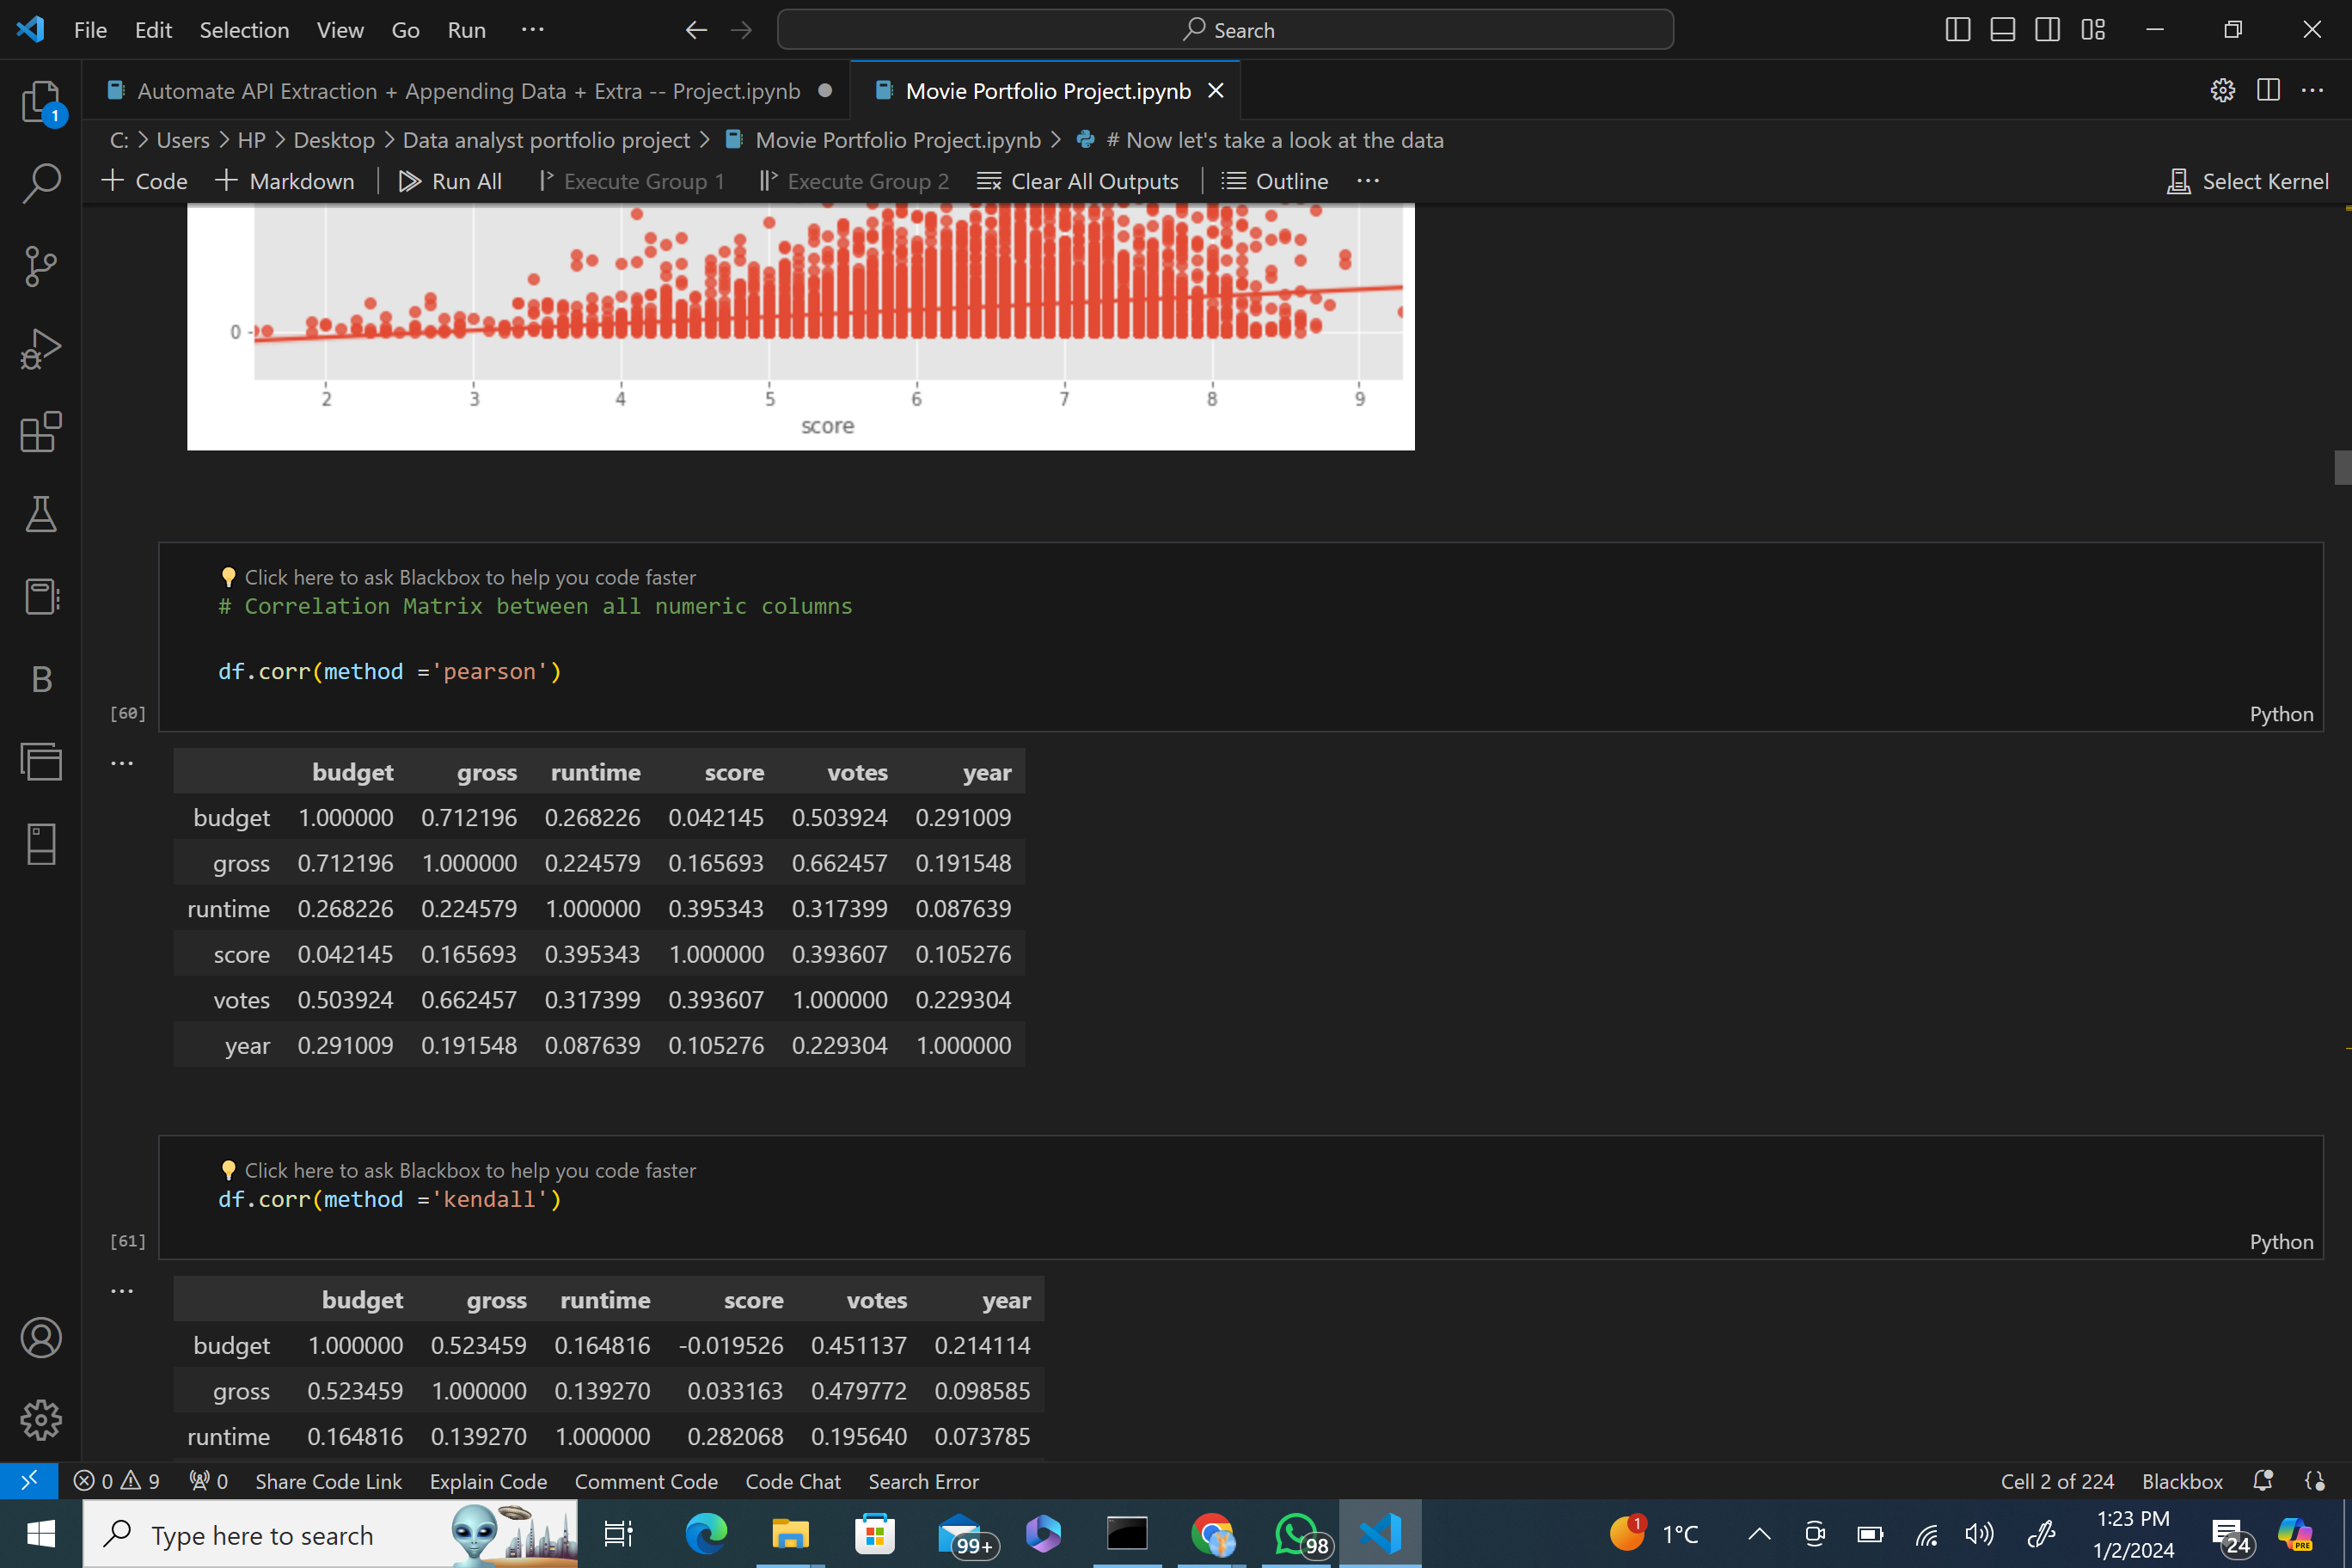 File Edit Selection View Go Run ··· Search
Automate API Extraction + Appending Data + Extra -- Project.ipynb Movie Portfolio Project.ipynb
1
C: > Users > HP > Desktop > Data analyst portfolio project > Movie Portfolio Project.ipynb > # Now let's take a look at the data
+ Code + Markdown Run All Execute Group 1 Execute Group 2 Clear All Outputs Outline ··· Select Kernel
0
2 3 4 5 6 7 8 9
score
Click here to ask Blackbox to help you code faster
# Correlation Matrix between all numeric columns
df.corr(method ='pearson')
[60] Python
budget gross runtime score votes year
budget 1.000000 0.712196 0.268226 0.042145 0.503924 0.291009
gross 0.712196 1.000000 0.224579 0.165693 0.662457 0.191548
runtime 0.268226 0.224579 1.000000 0.395343 0.317399 0.087639
score 0.042145 0.165693 0.395343 1.000000 0.393607 0.105276
votes 0.503924 0.662457 0.317399 0.393607 1.000000 0.229304
year 0.291009 0.191548 0.087639 0.105276 0.229304 1.000000
Click here to ask Blackbox to help you code faster
df.corr(method ='kendall')
[61] Python
budget gross runtime score votes year
budget 1.000000 0.523459 0.164816 -0.019526 0.451137 0.214114
gross 0.523459 1.000000 0.139270 0.033163 0.479772 0.098585
runtime 0.164816 0.139270 1.000000 0.282068 0.195640 0.073785
0 9 0 Share Code Link Explain Code Comment Code Code Chat Search Error Cell 2 of 224 Blackbox
Type here to search 99+ 98 1 1°C 1:23 PM 24 PRE
1/2/2024